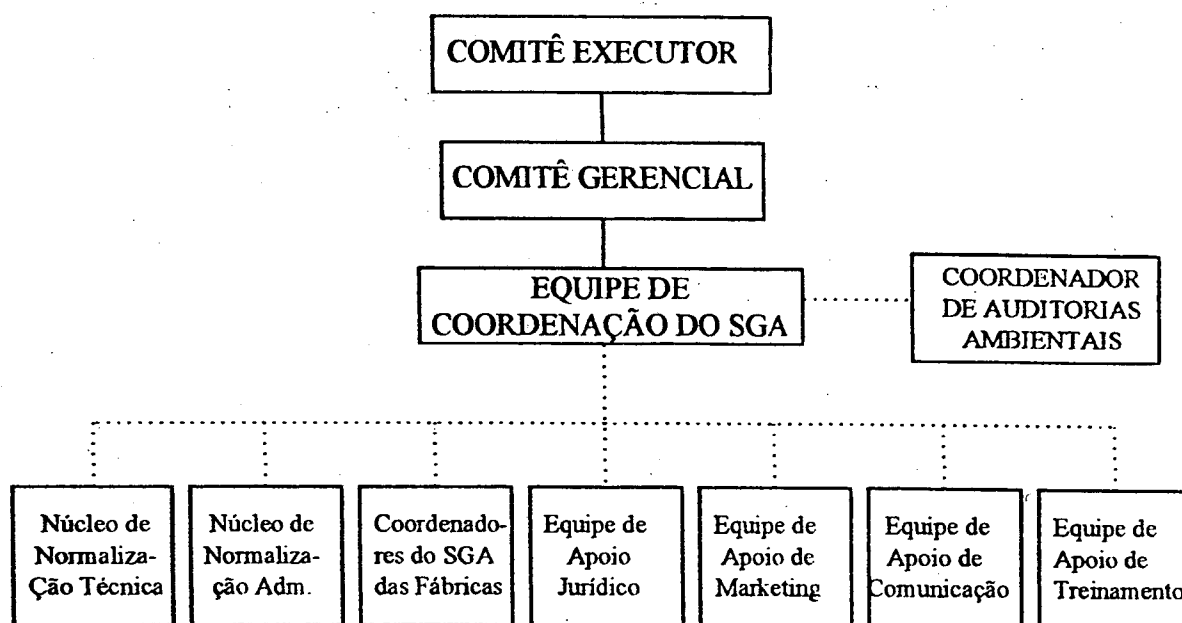 COMITÊ EXECUTOR
COMITÊ GERENCIAL
EQUIPE DE
COORDENAÇÃO DO SGA
COORDENADOR
DE AUDITORIAS
AMBIENTAIS
Núcleo de
Normaliza-
Ção Técnica
Núcleo de
Normaliza-
ção Adm.
Coordenado-
res do SGA
das Fábricas
Equipe de
Apoio
Jurídico
Equipe de
Apoio de
Marketing
Equipe de
Apoio de
Comunicação
Equipe de
Apoio de
Treinamento